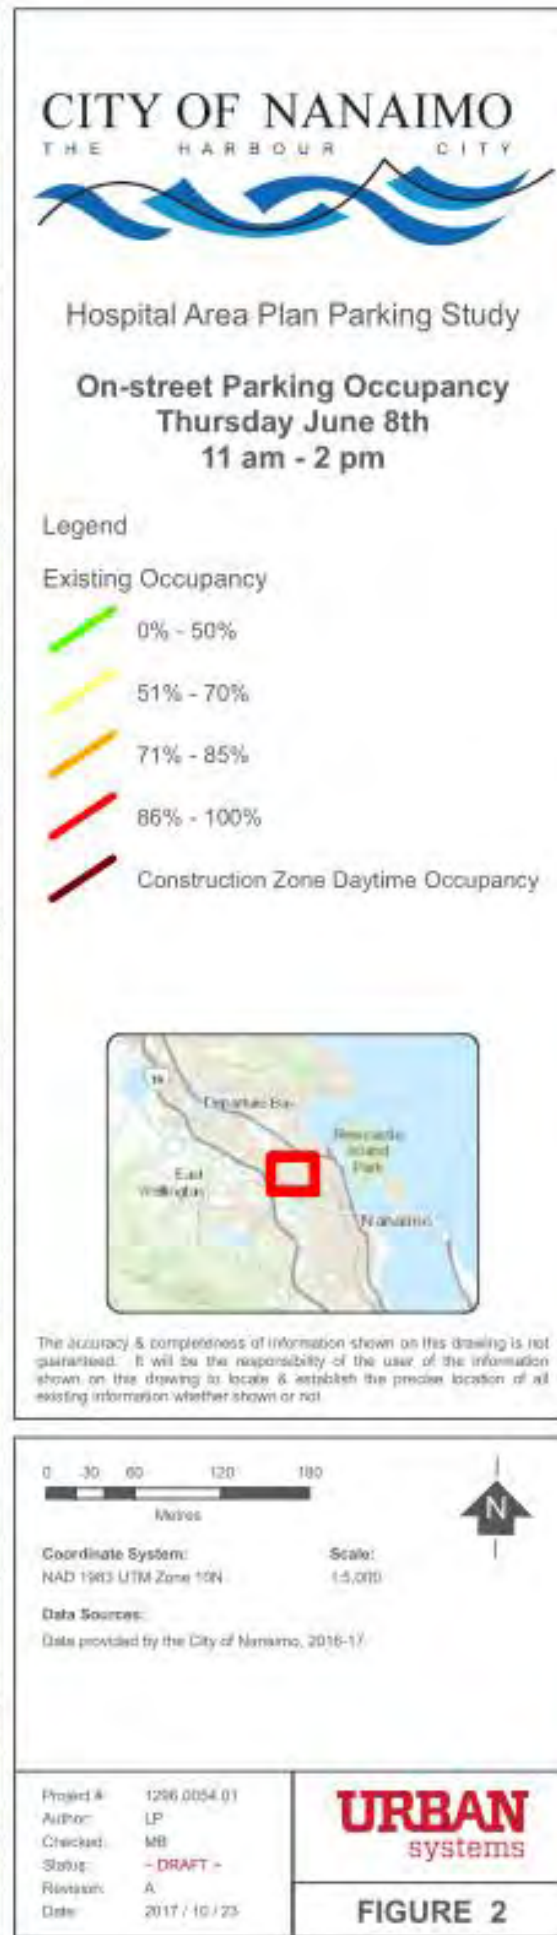 CITY OF NANAIMO
THE HARBOUR CITY
Hospital Area Plan Parking Study
On-street Parking Occupancy
Thursday June 8th
11 am - 2 pm
Legend
Existing Occupancy
0% - 50%
51% - 70%
71% - 85%
86% - 100%
Construction Zone Daytime Occupancy
19
Departure Bay
Newcastle
Island
Park
East
Wellington
Nanaimo
The accuracy & completeness of information shown on this drawing is not
guaranteed. It will be the responsibility of the user of the information
shown on this drawing to locate & establish the precise location of all
existing information whether shown or not.
0 30 60 120 180
Metres
N
Coordinate System:
NAD 1983 UTM Zone 10N
Scale:
1:5,000
Data Sources:
Data provided by the City of Nanaimo, 2016-17
Project #: 1296.0054.01
Author: LP
Checked: MB
Status: - DRAFT -
Revision: A
Date: 2017 / 10 / 23
URBAN
systems
FIGURE 2